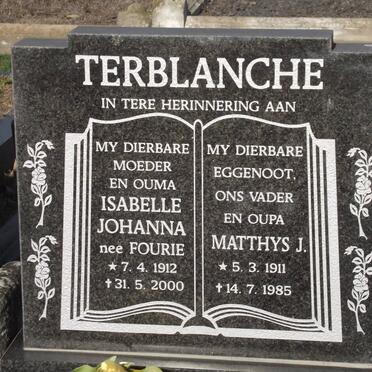 TERBLANCHE
IN TERE HERINNERING AAN
MY DIERBARE
MOEDER
EN OUMA
ISABELLE
JOHANNA
nee FOURIE
★ 7. 4. 1912
✝ 31. 5. 2000
MY DIERBARE
EGGENOOT,
ONS VADER
EN OUPA
MATTHYS J.
★ 5. 3. 1911
✝ 14. 7. 1985